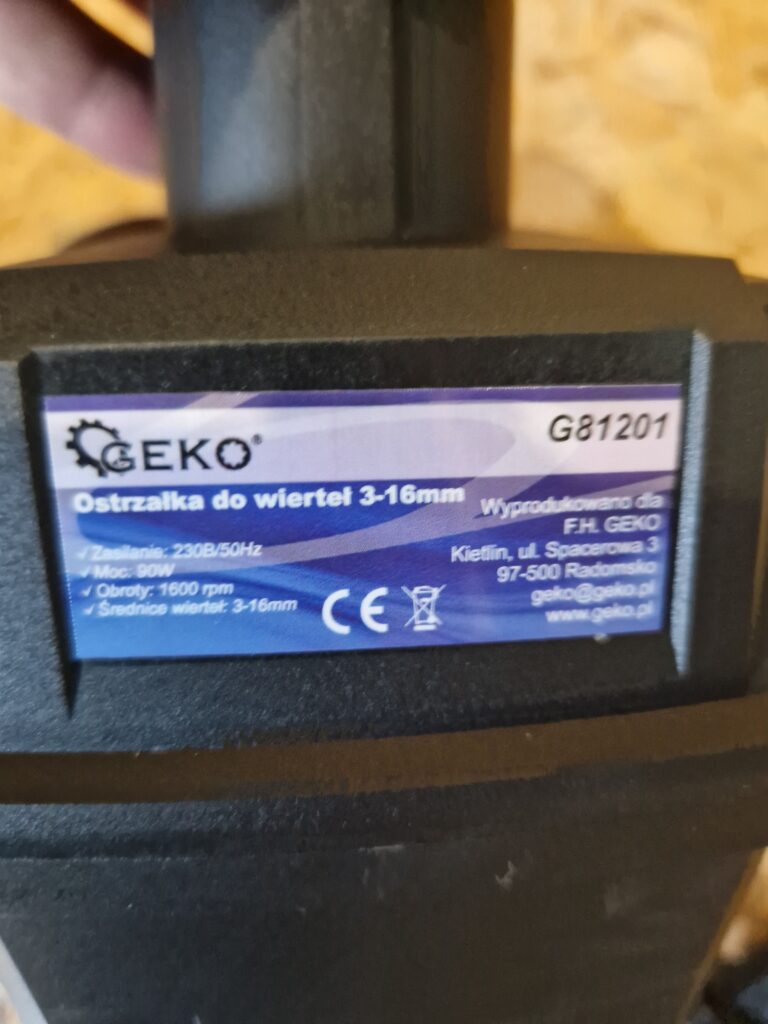 GEKO®
G81201
Ostrzałka do wierteł 3-16mm
✓ Zasilanie: 230B/50Hz
✓ Moc: 90W
✓ Obroty: 1600 rpm
✓ Średnice wierteł: 3-16mm
CE
Wyprodukowano dla
F.H. GEKO
Kietlin, ul. Spacerowa 3
97-500 Radomsko
geko@geko.pl
www.geko.pl